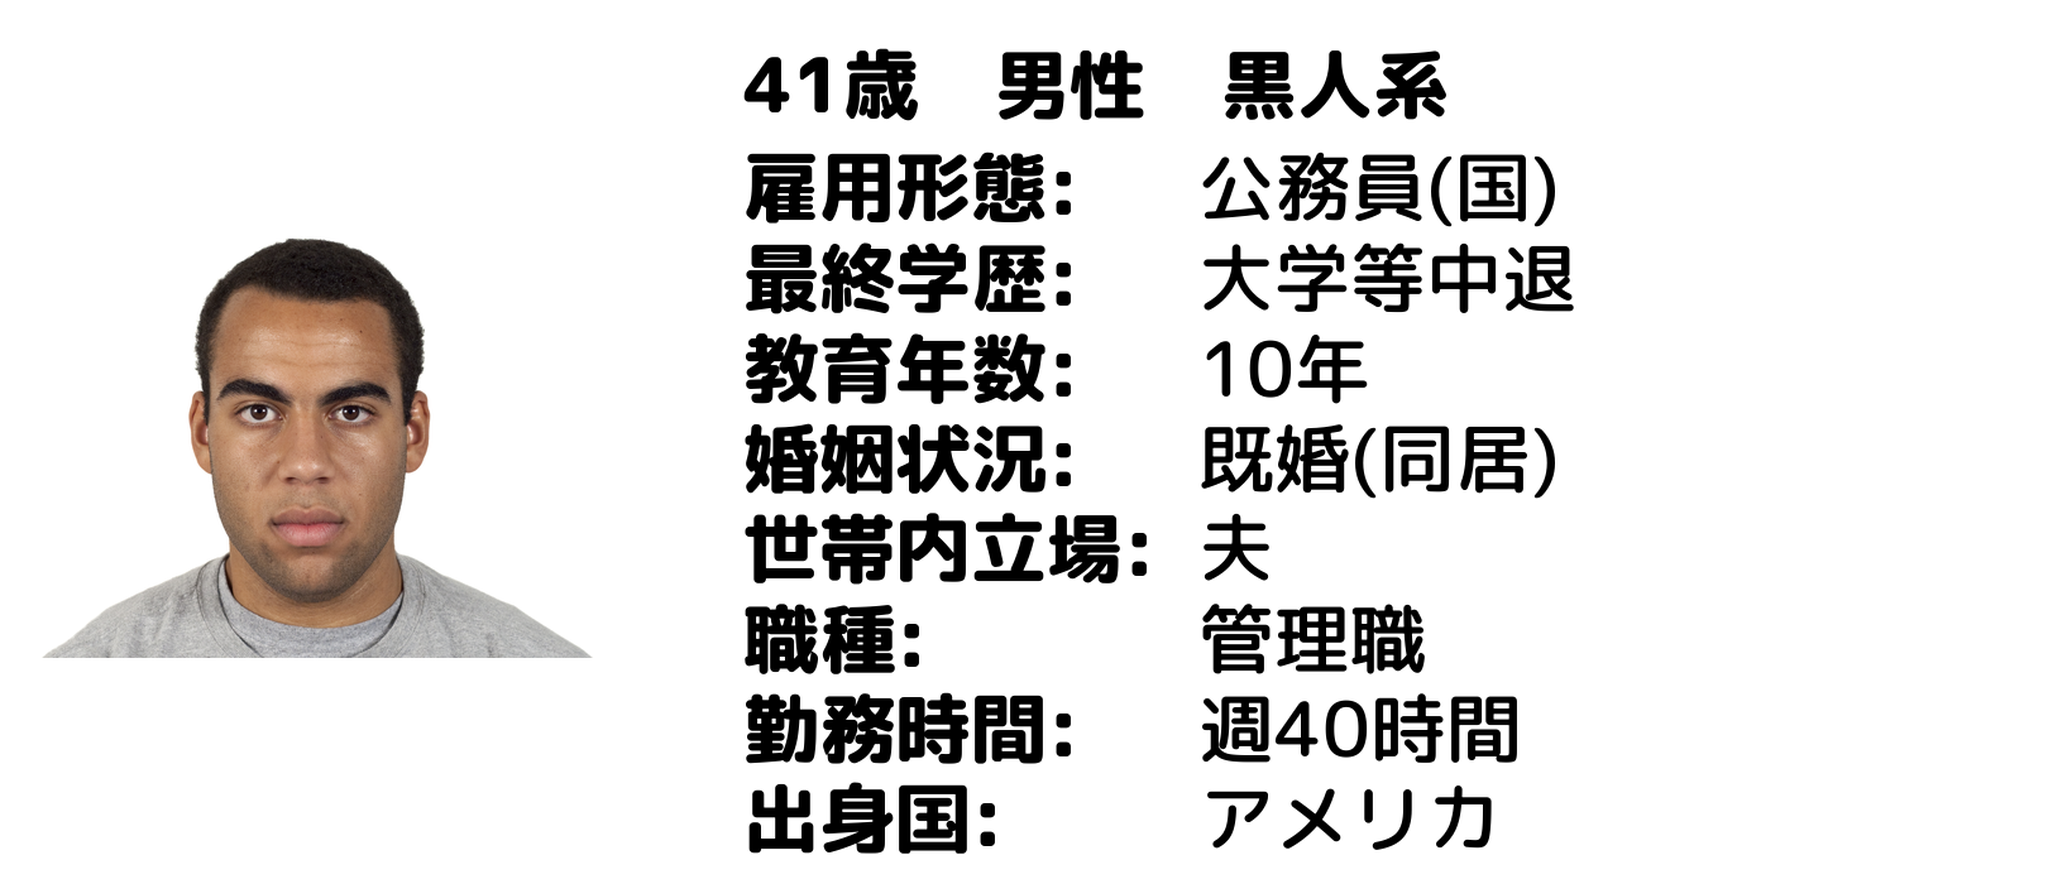 41歳　男性　黒人系
雇用形態: 公務員(国)
最終学歴: 大学等中退
教育年数: 10年
婚姻状況: 既婚(同居)
世帯内立場: 夫
職種: 管理職
勤務時間: 週40時間
出身国: アメリカ